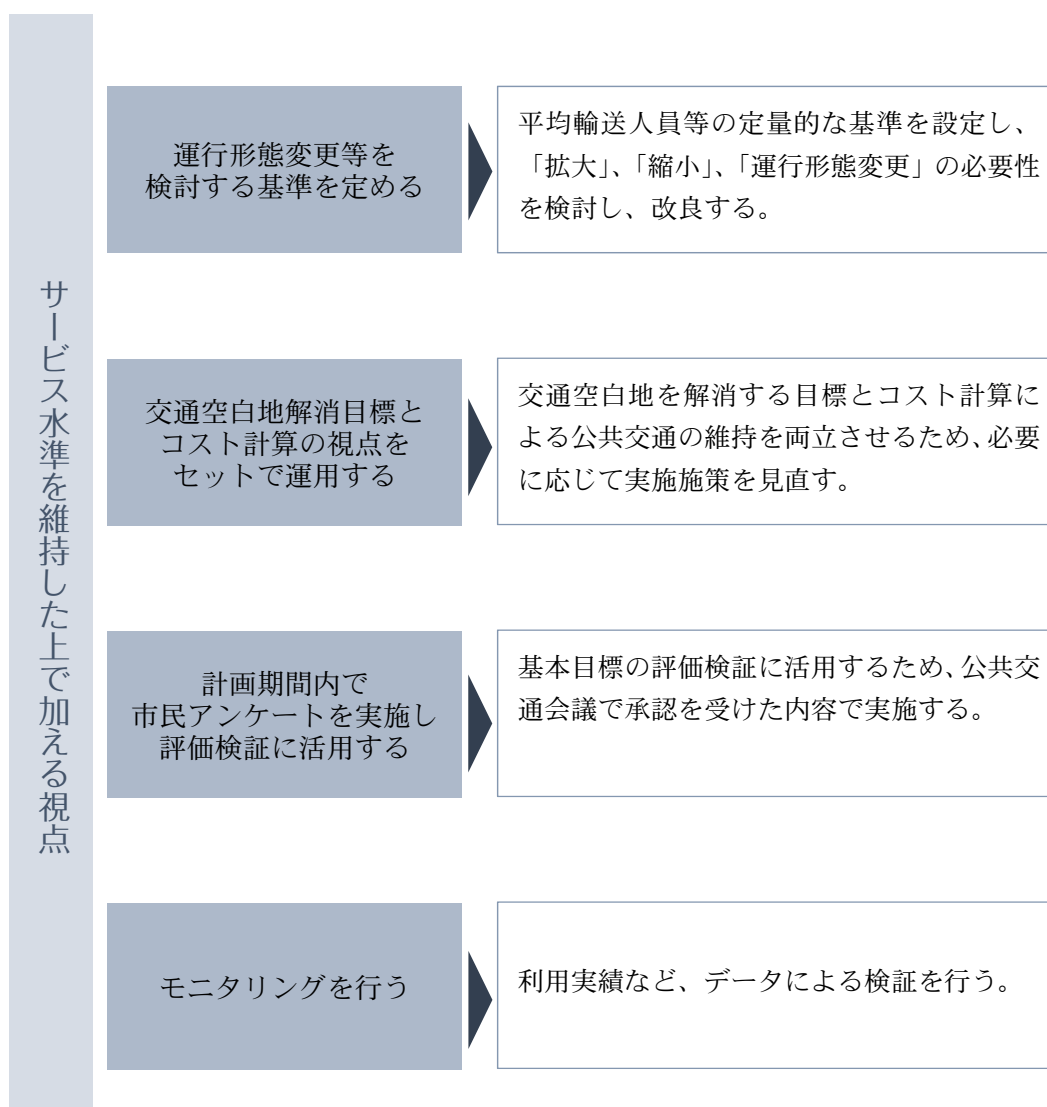 サービス水準を維持した上で加える視点
運行形態変更等を
検討する基準を定める
平均輸送人員等の定量的な基準を設定し、
「拡大」、「縮小」、「運行形態変更」の必要性
を検討し、改良する。
交通空白地解消目標と
コスト計算の視点を
セットで運用する
交通空白地を解消する目標とコスト計算に
よる公共交通の維持を両立させるため、必要
に応じて実施施策を見直す。
計画期間内で
市民アンケートを実施し
評価検証に活用する
基本目標の評価検証に活用するため、公共交
通会議で承認を受けた内容で実施する。
モニタリングを行う
利用実績など、データによる検証を行う。